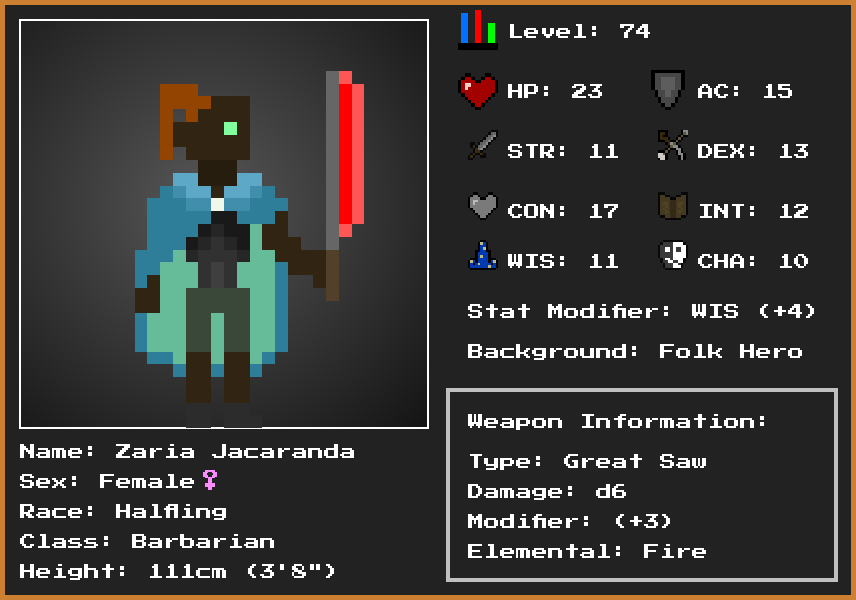 Level: 74
HP: 23
AC: 15
STR: 11
DEX: 13
CON: 17
INT: 12
WIS: 11
CHA: 10
Stat Modifier: WIS (+4)
Background: Folk Hero
Weapon Information:
Type: Great Saw
Damage: d6
Modifier: (+3)
Elemental: Fire
Name: Zaria Jacaranda
Sex: Female♀
Race: Halfling
Class: Barbarian
Height: 111cm (3'8")